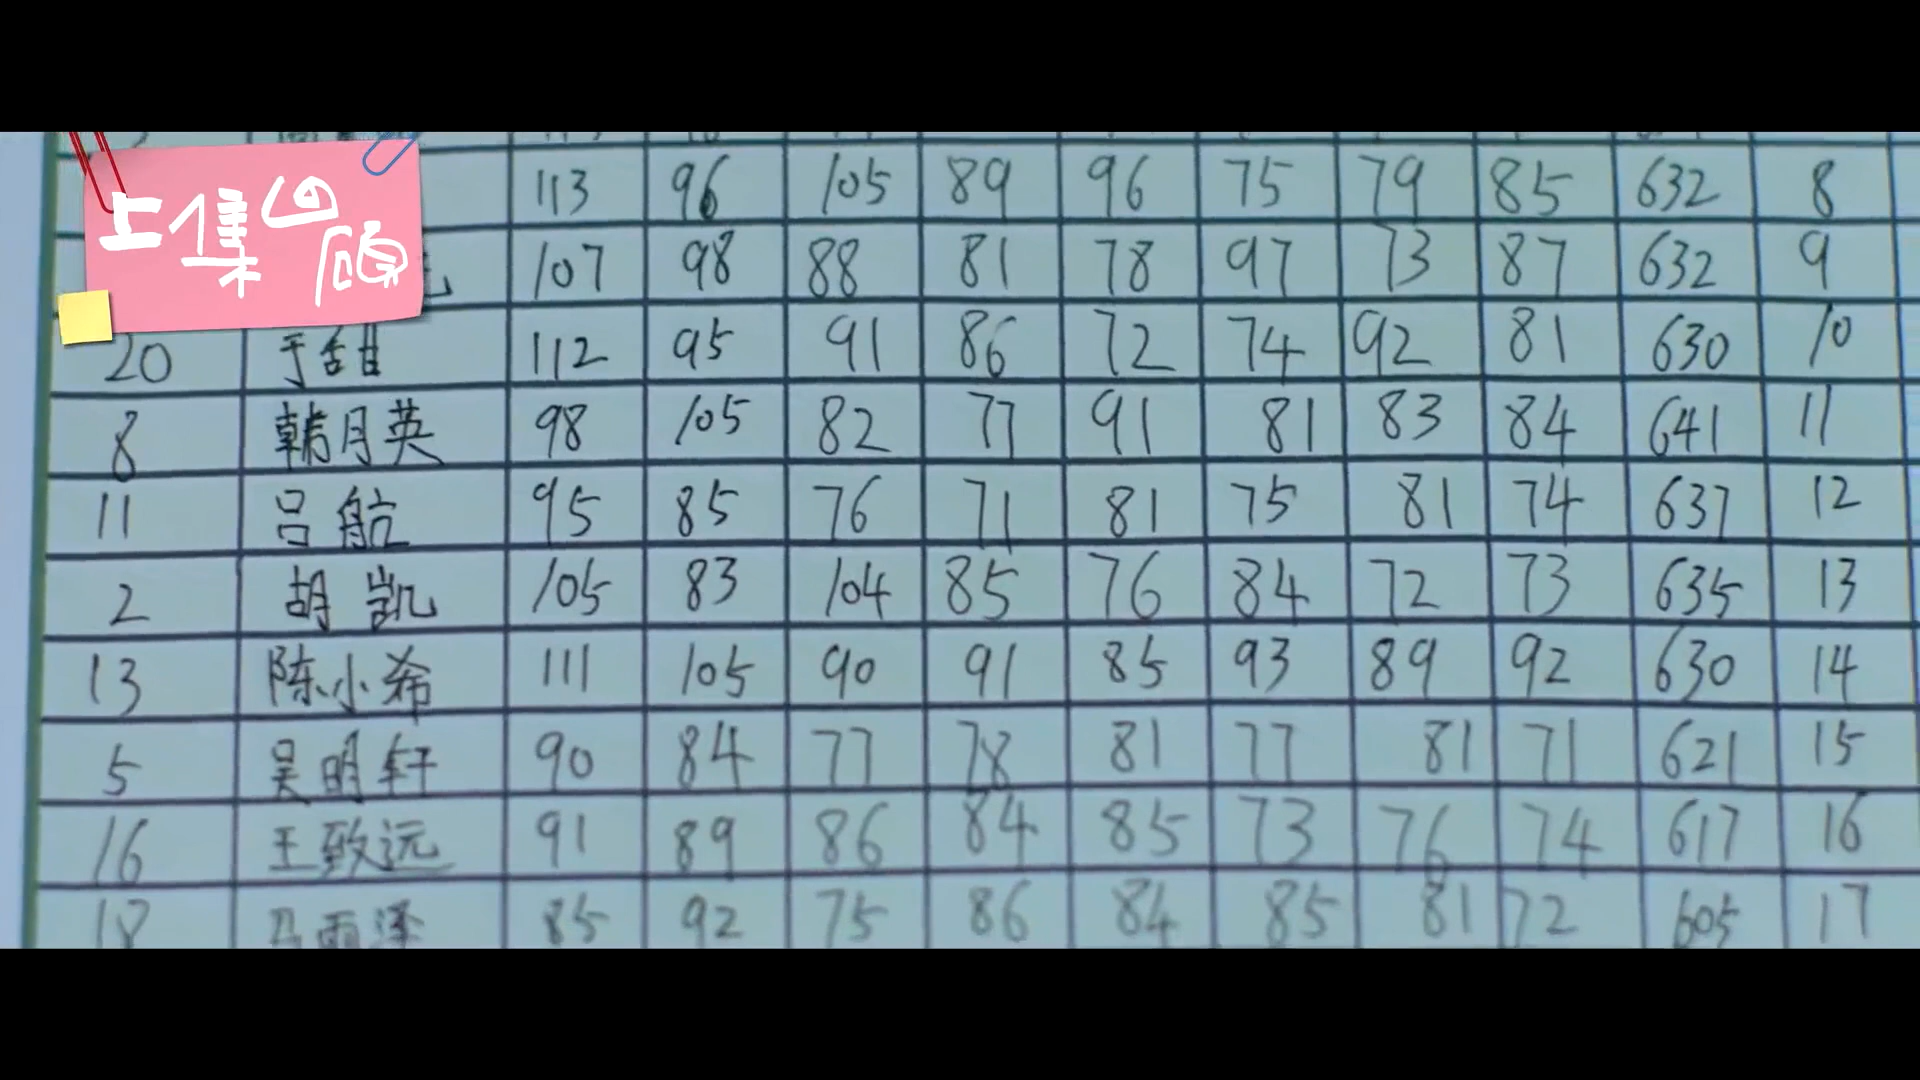 上集回顾
113 96 105 89 96 75 79 85 632 8
107 98 88 81 78 97 73 87 632 9
20 于甜 112 95 91 86 72 74 92 81 630 10
8 韩月英 98 105 82 77 91 81 83 84 641 11
11 吕航 95 85 76 71 81 75 81 74 637 12
2 胡凯 105 83 104 85 76 84 72 73 635 13
13 陈小希 111 105 90 91 85 93 89 92 630 14
5 吴明轩 90 84 77 78 81 77 81 71 621 15
16 王致远 91 89 86 84 85 73 76 74 617 16
85 92 75 86 84 85 81 72 605 17